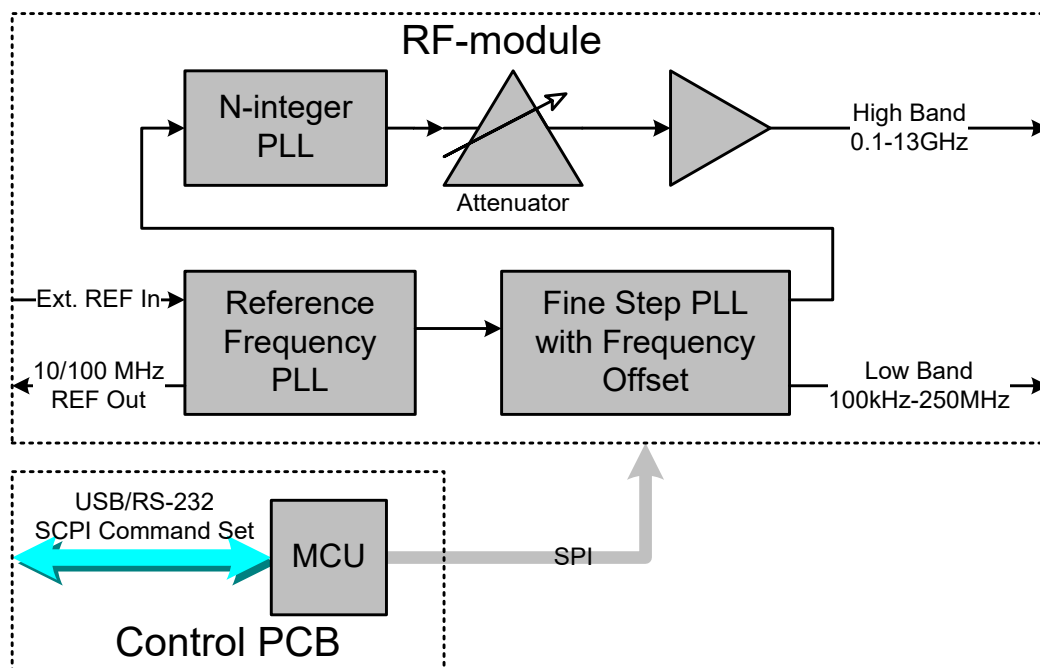 RF-module
N-integer
PLL
Attenuator
High Band
0.1-13GHz
Ext. REF In
10/100 MHz
REF Out
Reference
Frequency
PLL
Fine Step PLL
with Frequency
Offset
Low Band
100kHz-250MHz
USB/RS-232
SCPI Command Set
MCU
SPI
Control PCB